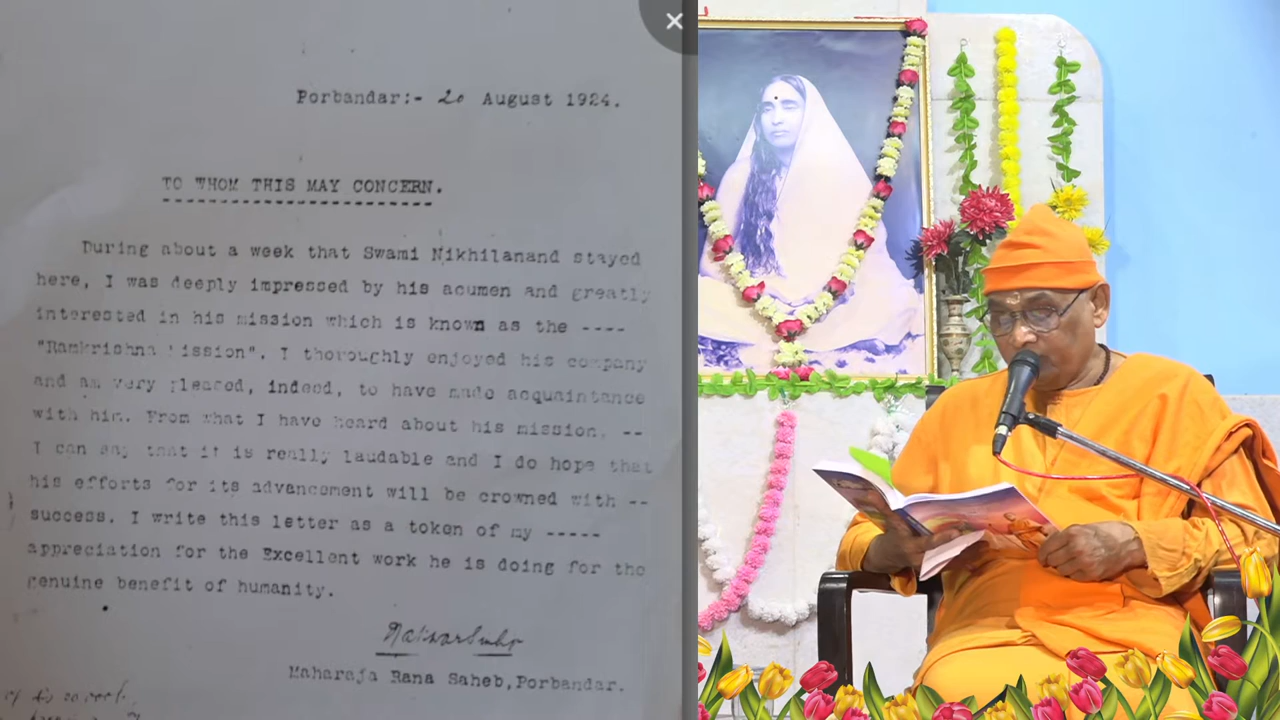 Porbandar:- 20 August 1924.
TO WHOM THIS MAY CONCERN.
During about a week that Swami Nikhilanand stayed
here, I was deeply impressed by his acumen and greatly
interested in his mission which is known as the ----
"Ramkrishna Mission". I thoroughly enjoyed his company
and am very pleased, indeed, to have made acquaintance
with him. From what I have heard about his mission, --
I can say that it is really laudable and I do hope that
his efforts for its advancement will be crowned with --
success. I write this letter as a token of my -----
appreciation for the Excellent work he is doing for the
genuine benefit of humanity.
Natwarsinhji
Maharaja Rana Saheb,Porbandar.